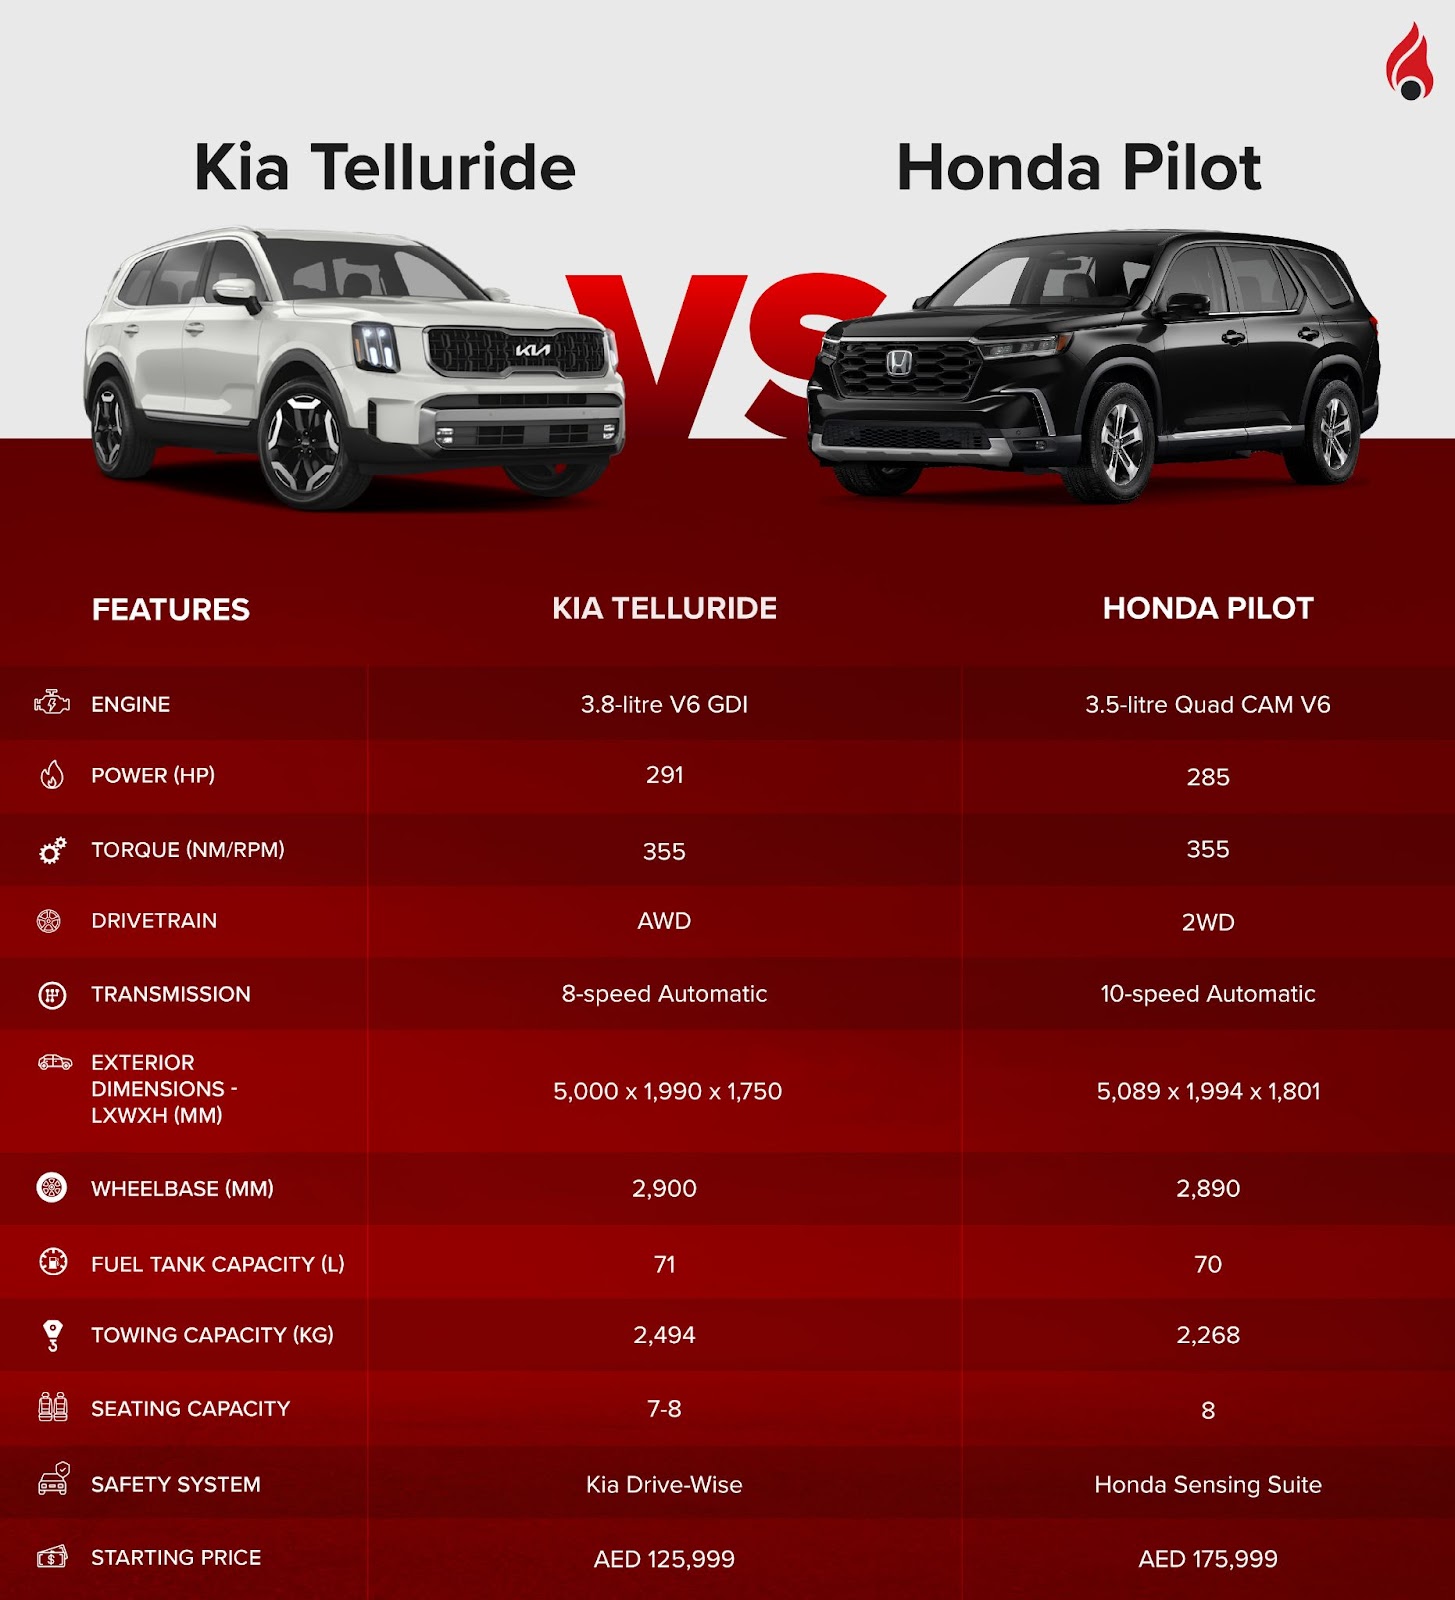 Kia Telluride
Honda Pilot
VS
KIA
H
FEATURES KIA TELLURIDE HONDA PILOT
ENGINE 3.8-litre V6 GDI 3.5-litre Quad CAM V6
POWER (HP) 291 285
TORQUE (NM/RPM) 355 355
DRIVETRAIN AWD 2WD
TRANSMISSION 8-speed Automatic 10-speed Automatic
EXTERIOR
DIMENSIONS -
LXWXH (MM) 5,000 x 1,990 x 1,750 5,089 x 1,994 x 1,801
WHEELBASE (MM) 2,900 2,890
FUEL TANK CAPACITY (L) 71 70
TOWING CAPACITY (KG) 2,494 2,268
SEATING CAPACITY 7-8 8
SAFETY SYSTEM Kia Drive-Wise Honda Sensing Suite
STARTING PRICE AED 125,999 AED 175,999